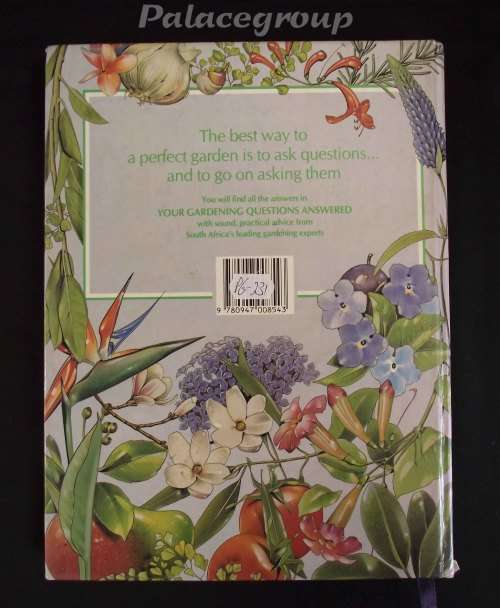 Palacegroup
The best way to
a perfect garden is to ask questions...
and to go on asking them
You will find all the answers in
YOUR GARDENING QUESTIONS ANSWERED
with sound, practical advice from
South Africa's leading gardening experts
PG-231
9 780947 008543